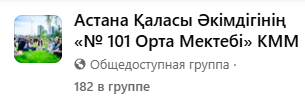 Астана Қаласы Әкімдігінің
«№ 101 Орта Мектебі» КММ
Общедоступная группа ·
182 в группе